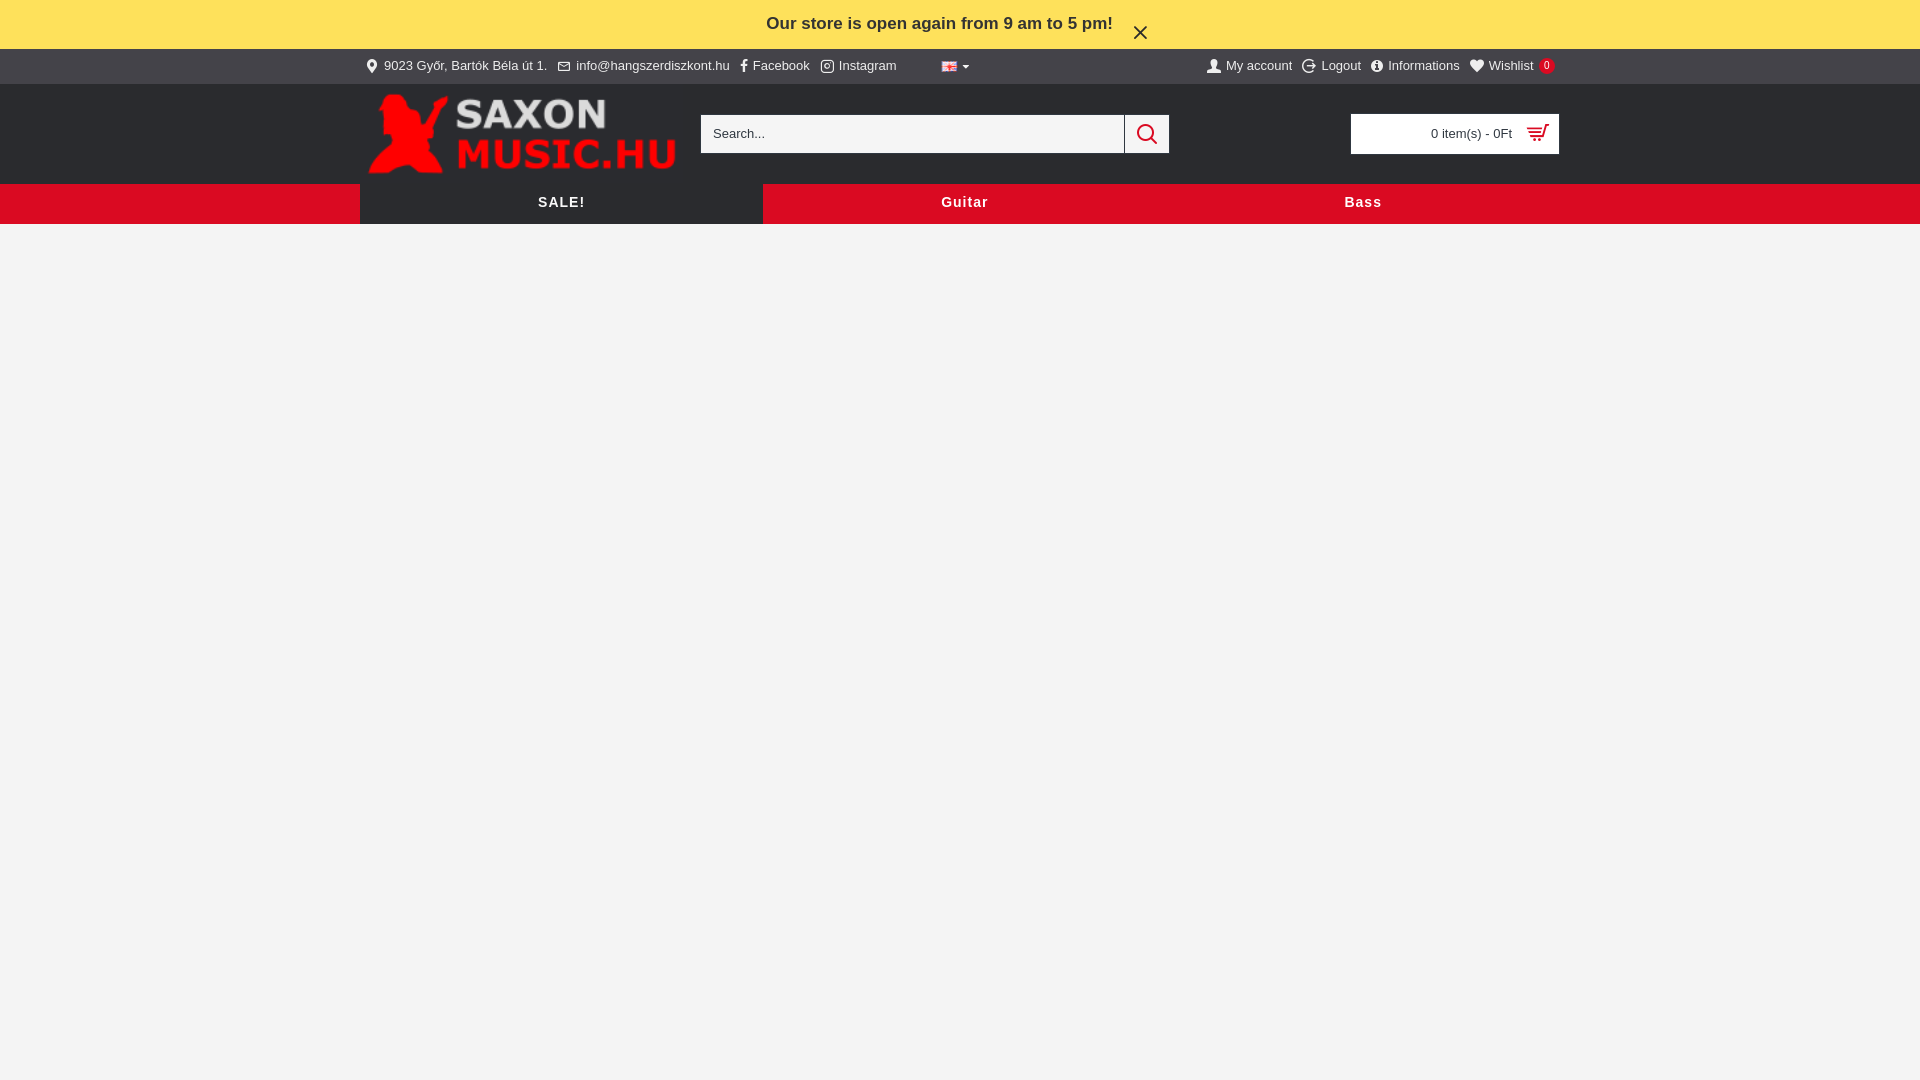 Our store is open again from 9 am to 5 pm!
9023 Győr, Bartók Béla út 1. info@hangszerdiszkont.hu Facebook Instagram My account Logout Informations Wishlist 0
SAXON
MUSIC.HU
Search...
0 item(s) - 0Ft
SALE! Guitar Bass